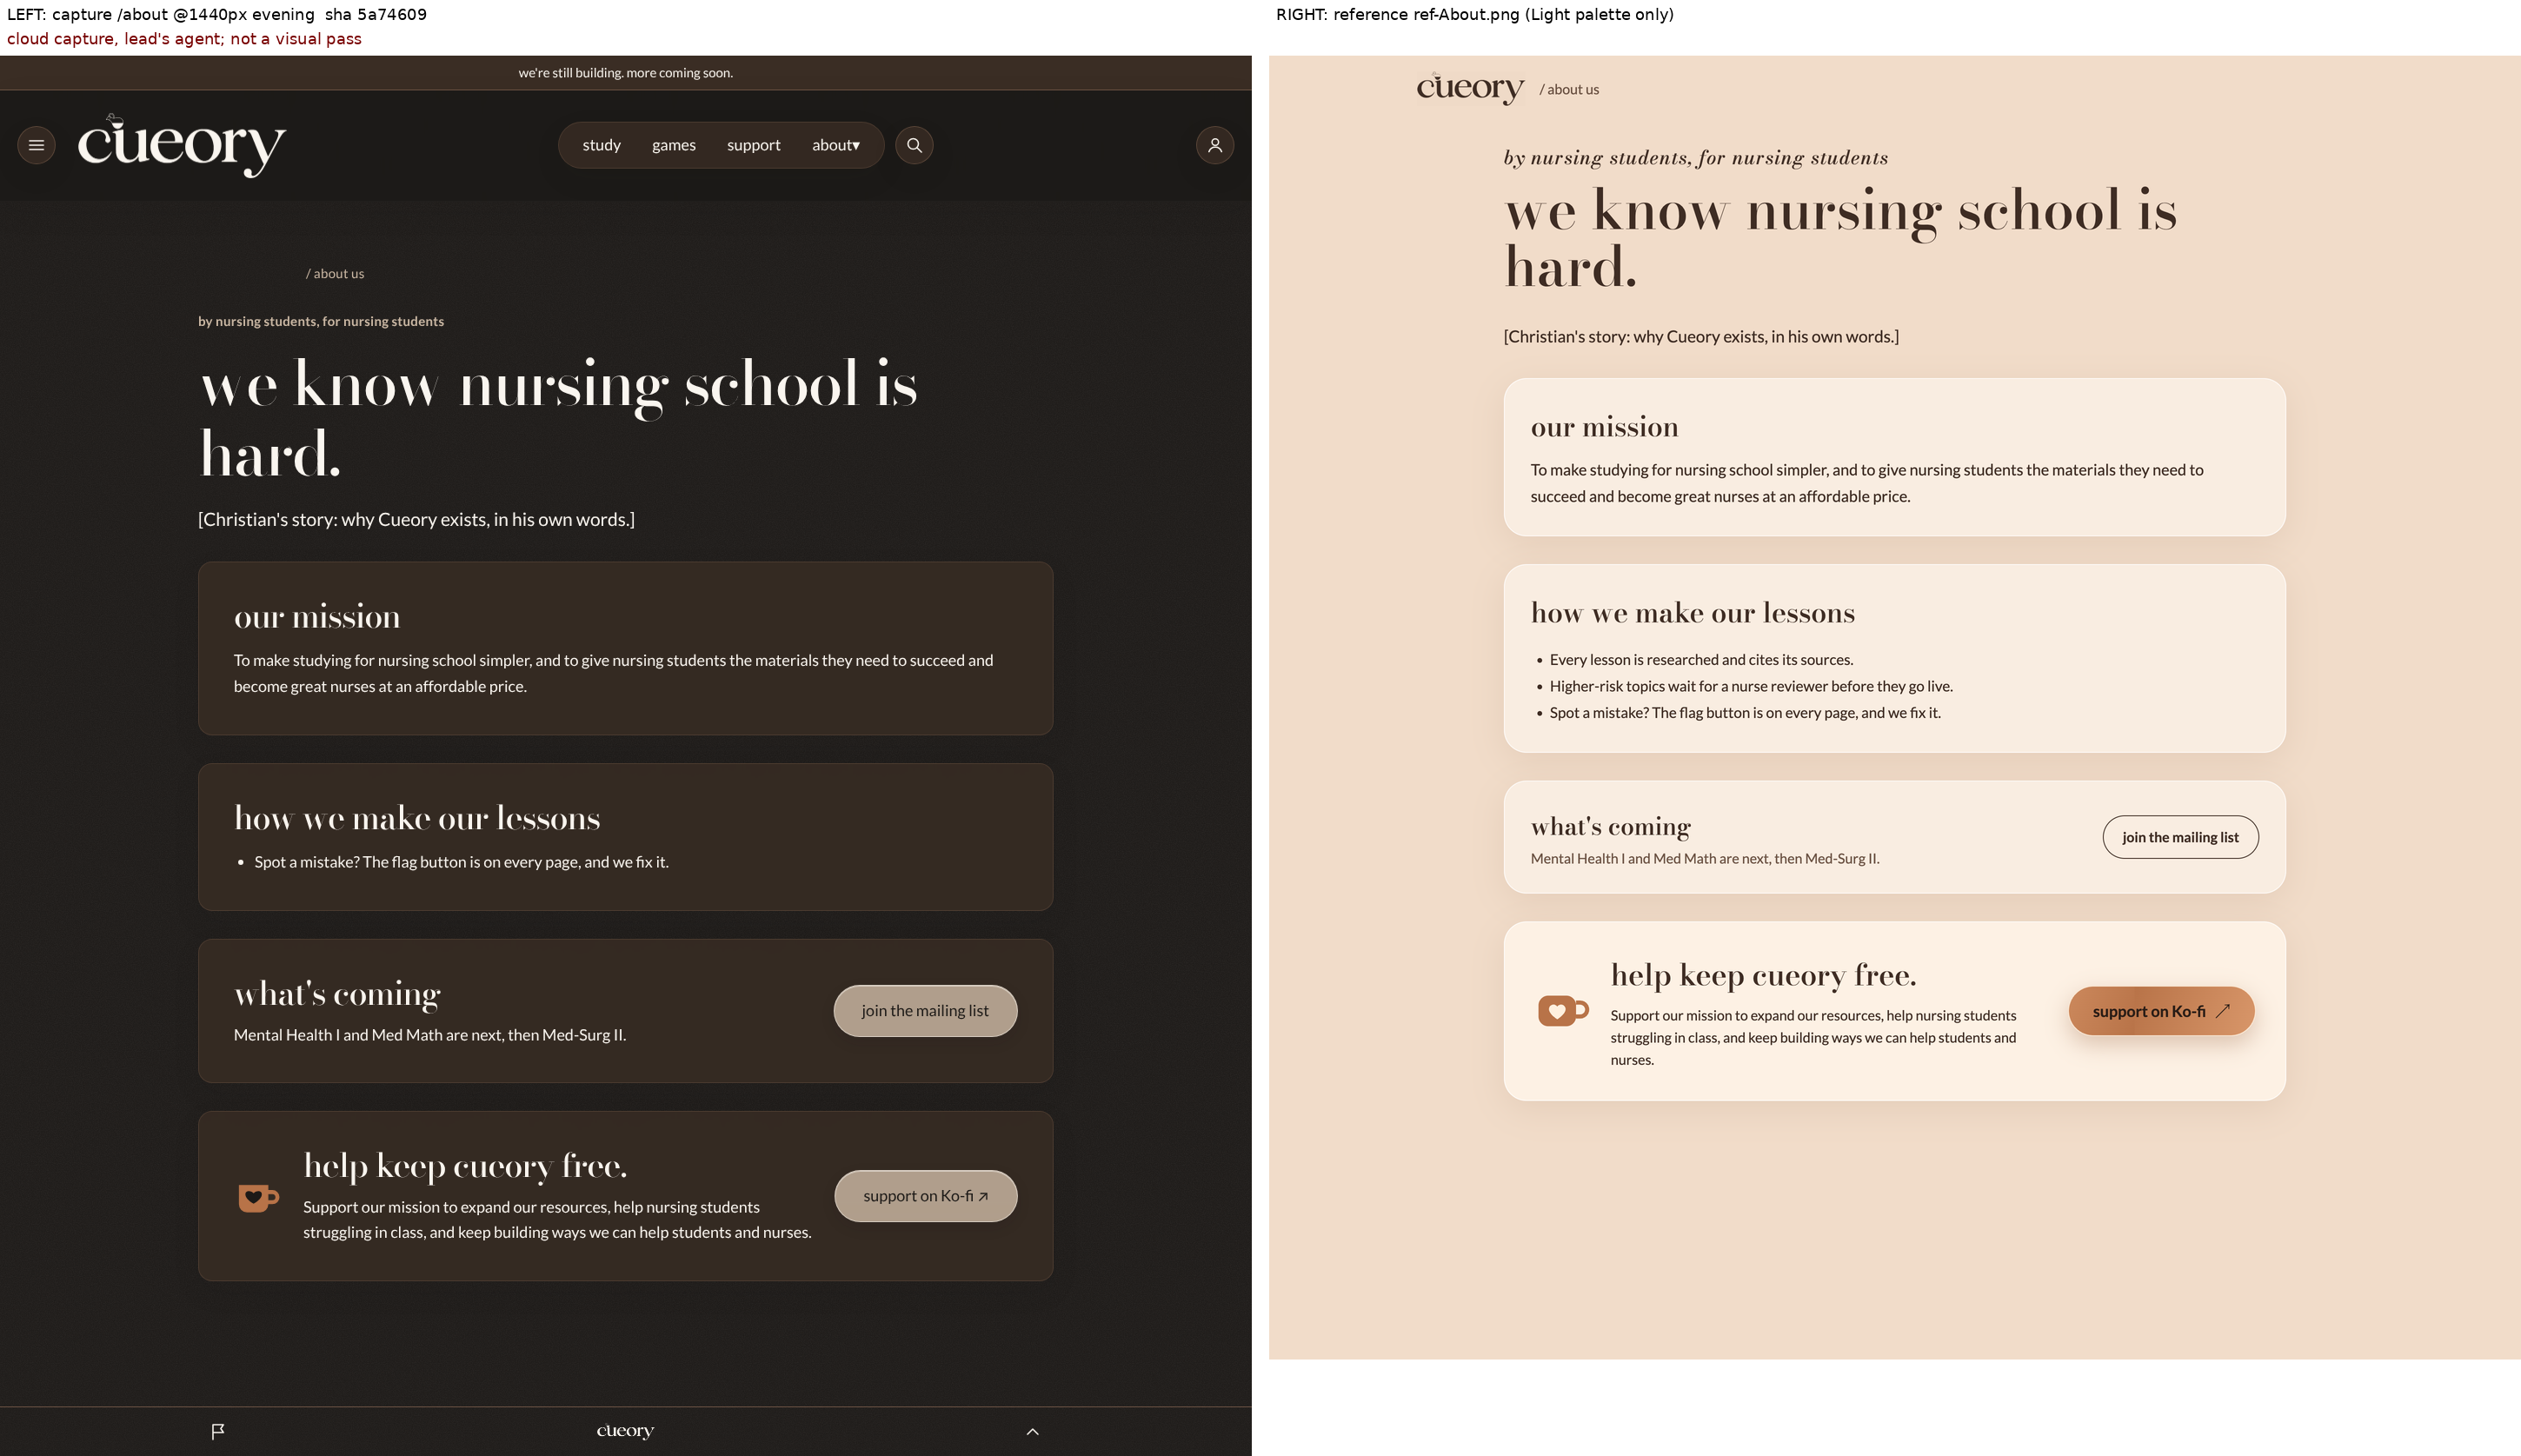 LEFT: capture /about @1440px evening  sha 5a74609
cloud capture, lead's agent; not a visual pass
we're still building. more coming soon.
cueory
study games support about▾
/ about us
by nursing students, for nursing students
we know nursing school is
hard.
[Christian's story: why Cueory exists, in his own words.]
our mission
To make studying for nursing school simpler, and to give nursing students the materials they need to succeed and
become great nurses at an affordable price.
how we make our lessons
• Spot a mistake? The flag button is on every page, and we fix it.
what's coming
Mental Health I and Med Math are next, then Med-Surg II.
join the mailing list
help keep cueory free.
Support our mission to expand our resources, help nursing students
struggling in class, and keep building ways we can help students and nurses.
support on Ko-fi ↗
cueory
RIGHT: reference ref-About.png (Light palette only)
cueory / about us
by nursing students, for nursing students
we know nursing school is
hard.
[Christian's story: why Cueory exists, in his own words.]
our mission
To make studying for nursing school simpler, and to give nursing students the materials they need to
succeed and become great nurses at an affordable price.
how we make our lessons
• Every lesson is researched and cites its sources.
• Higher-risk topics wait for a nurse reviewer before they go live.
• Spot a mistake? The flag button is on every page, and we fix it.
what's coming
Mental Health I and Med Math are next, then Med-Surg II.
join the mailing list
help keep cueory free.
Support our mission to expand our resources, help nursing students
struggling in class, and keep building ways we can help students and
nurses.
support on Ko-fi ↗